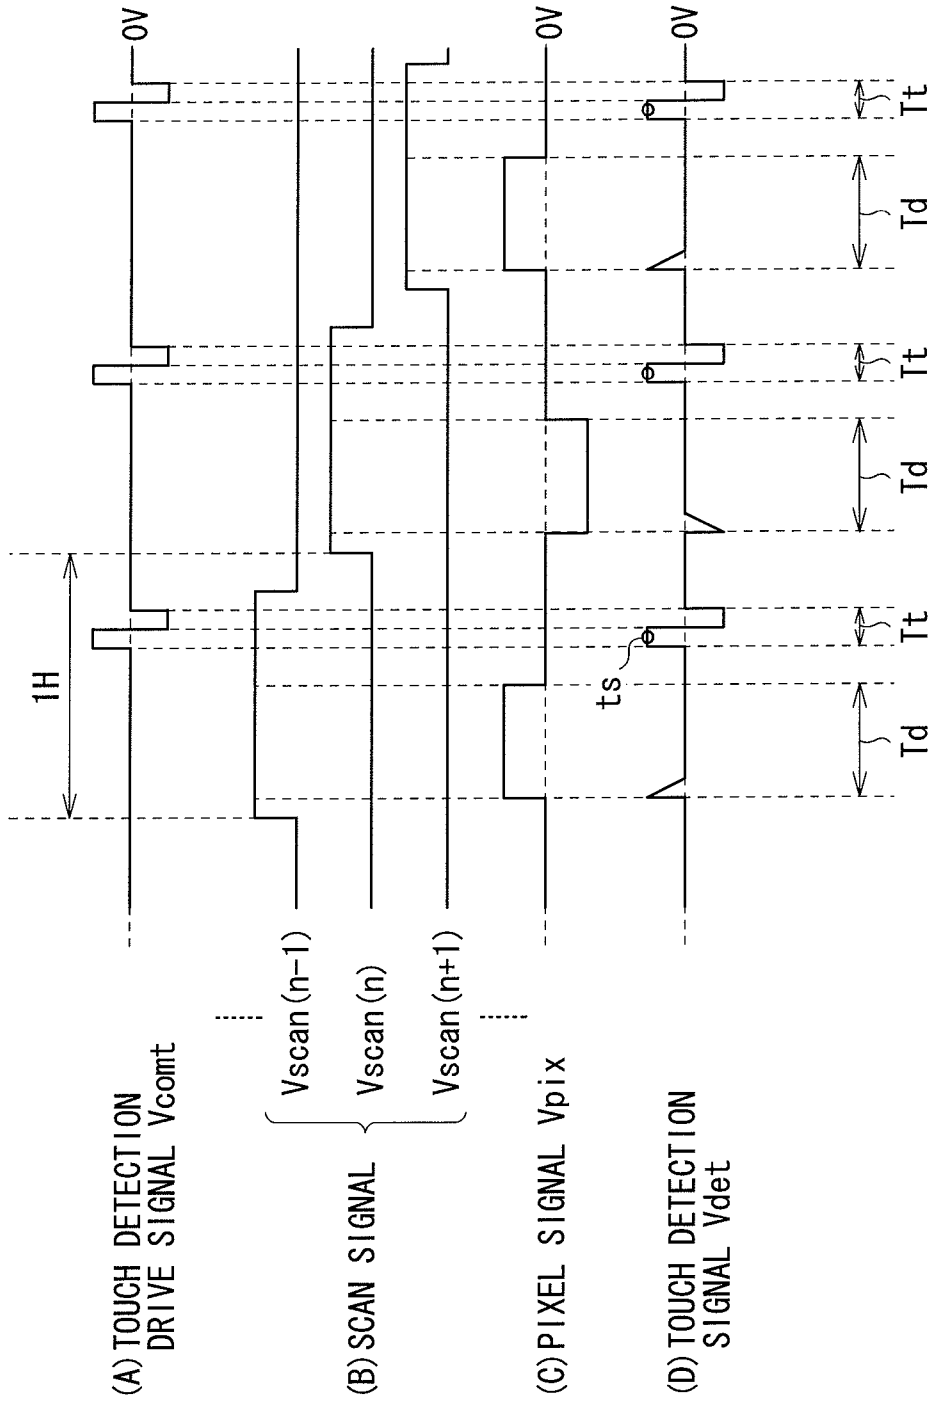 1H
(A) TOUCH DETECTION
DRIVE SIGNAL Vcomt
0V
(B) SCAN SIGNAL
Vscan(n-1)
Vscan(n)
Vscan(n+1)
(C) PIXEL SIGNAL Vpix
0V
ts
(D) TOUCH DETECTION
SIGNAL Vdet
0V
Td Tt Td Tt Td Tt